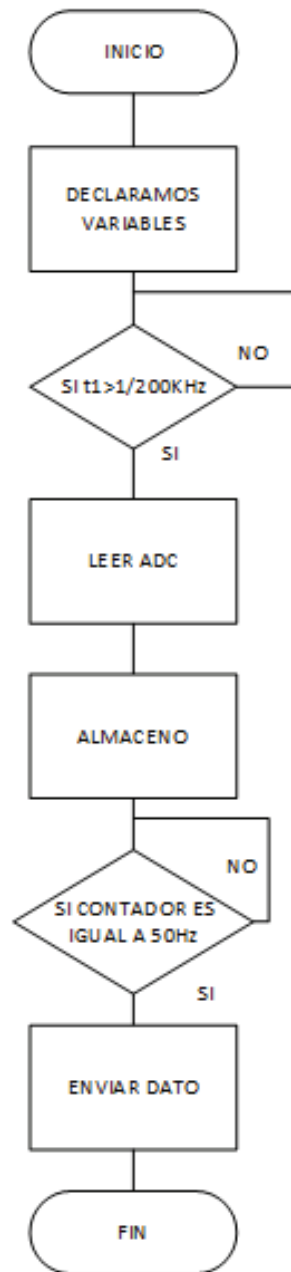 INICIO
DECLARAMOS
VARIABLES
NO
SI t1>1/200KHz
SI
LEER ADC
ALMACENO
NO
SI CONTADOR ES
IGUAL A 50Hz
SI
ENVIAR DATO
FIN